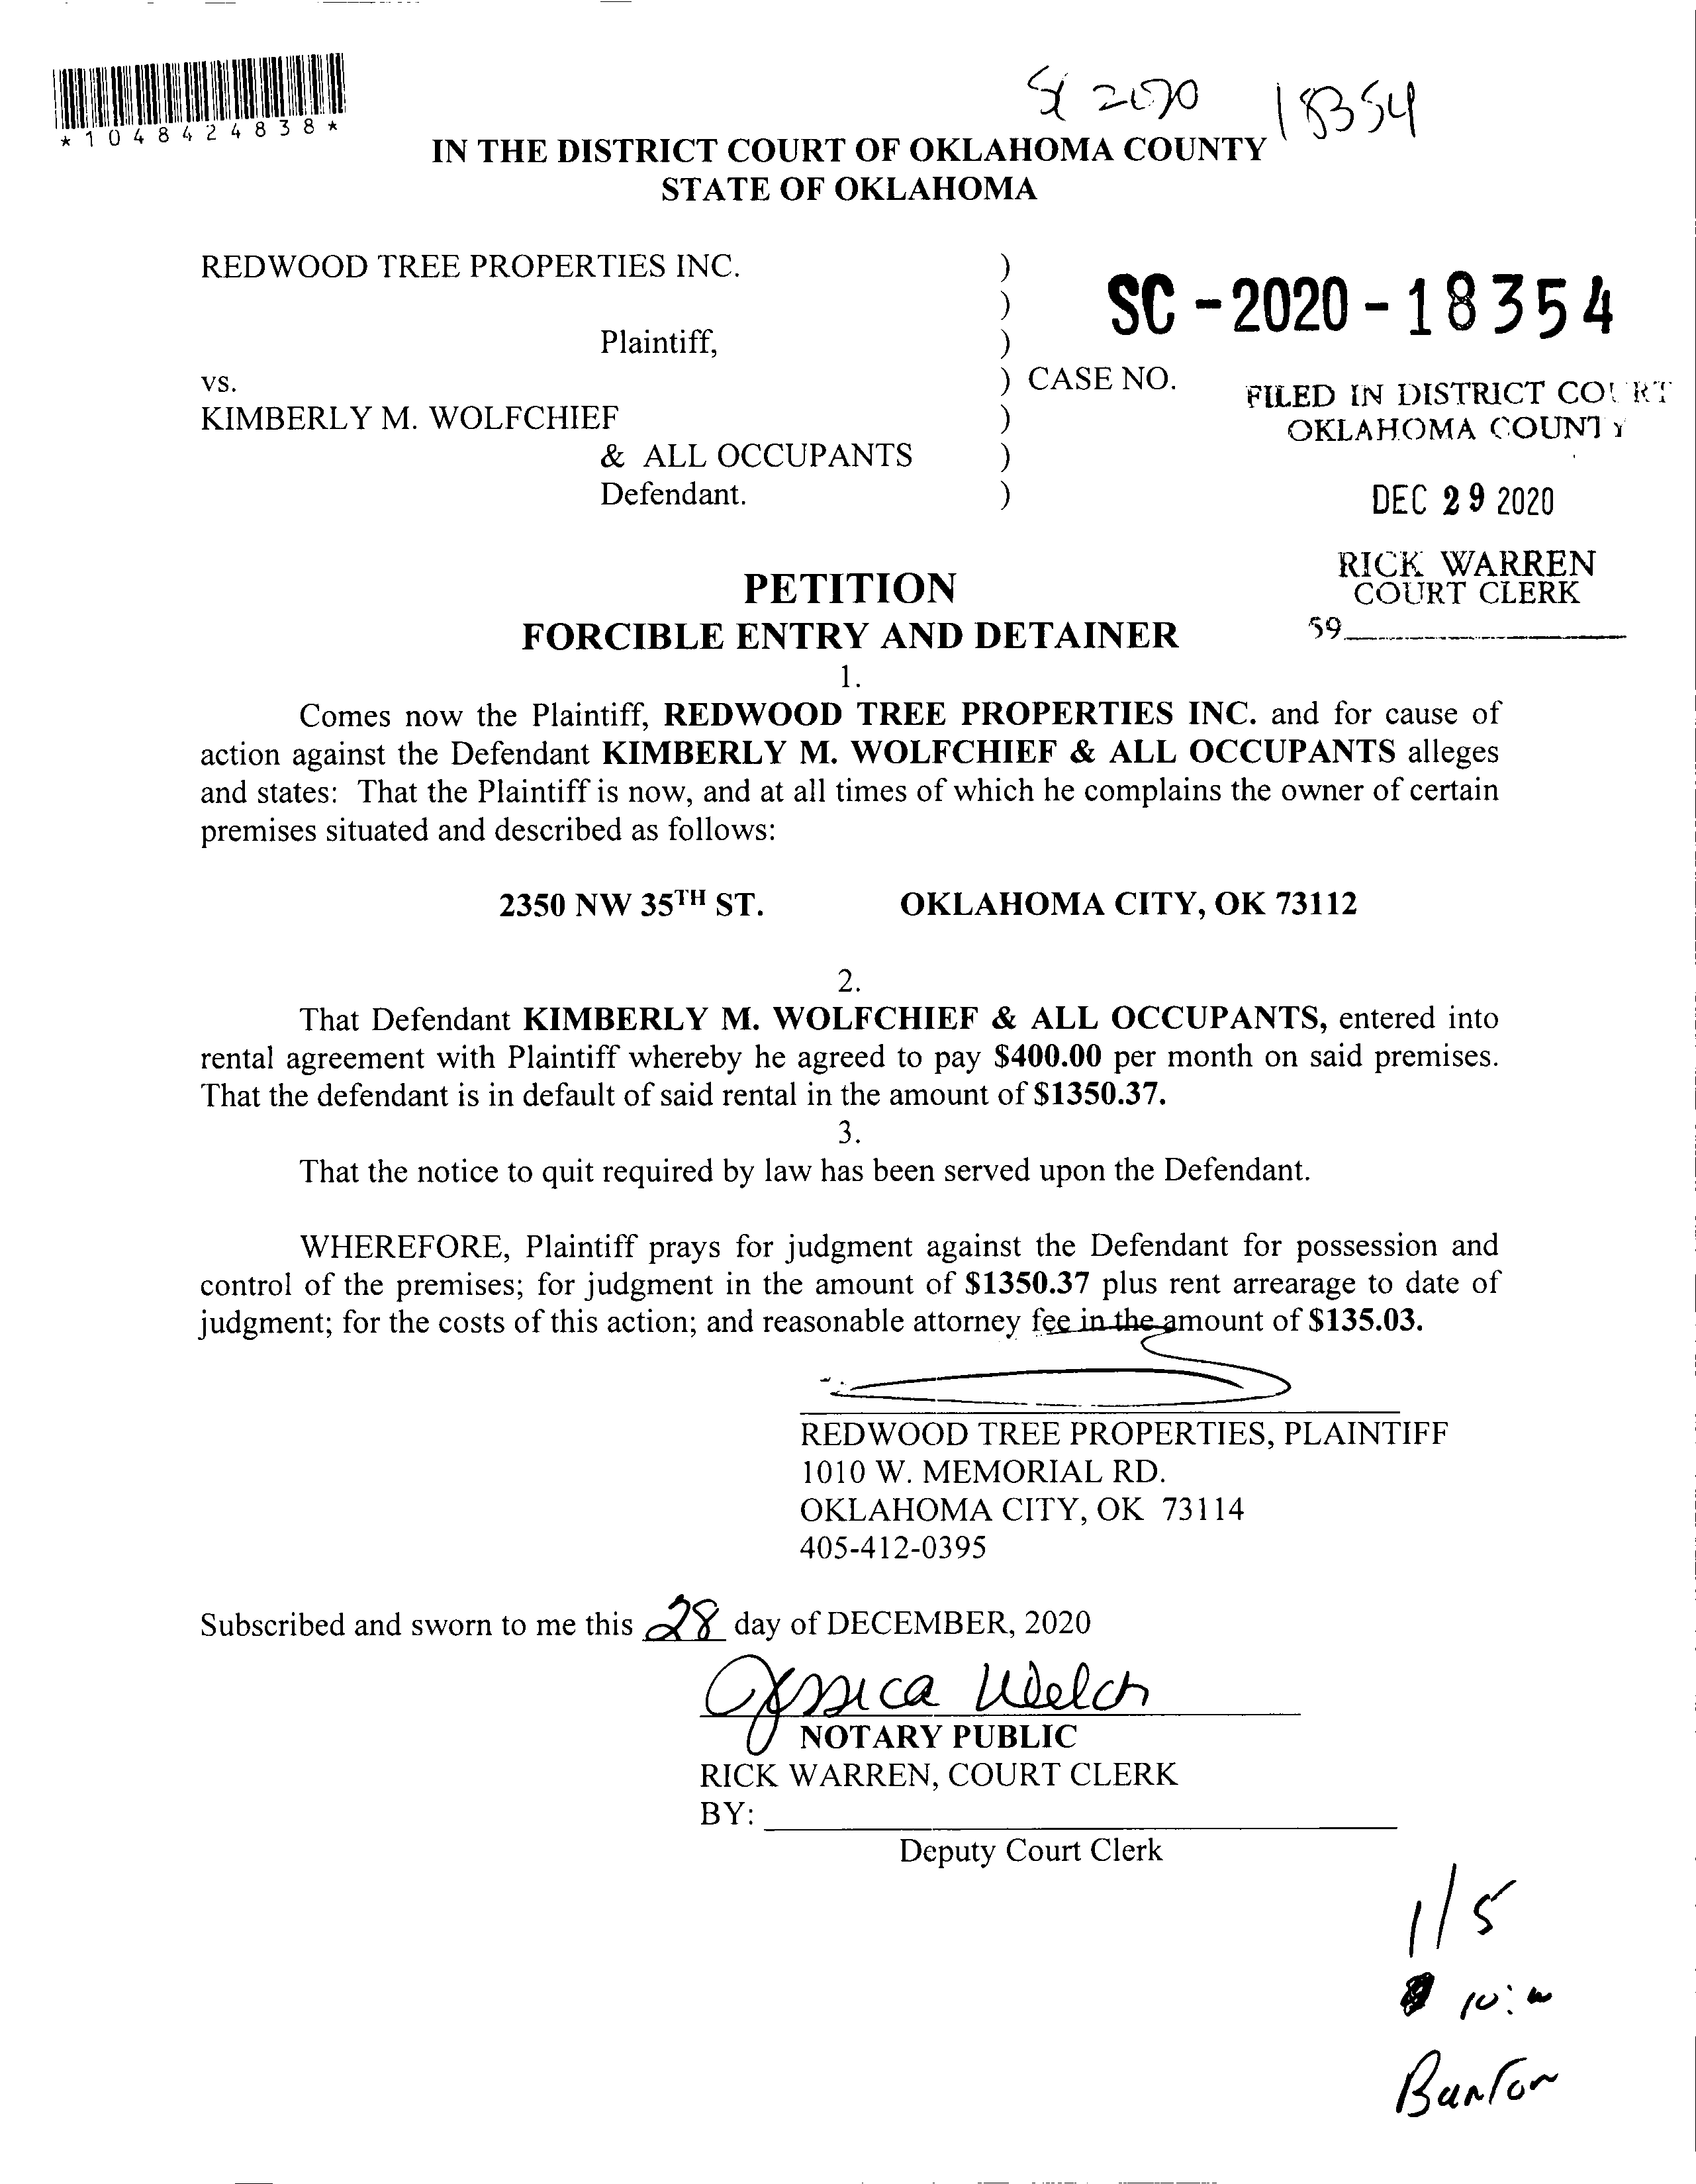 SC 2020 18354
*1048424838*
IN THE DISTRICT COURT OF OKLAHOMA COUNTY
STATE OF OKLAHOMA
REDWOOD TREE PROPERTIES INC. )
)
SC-2020-18354
Plaintiff, )
vs. ) CASE NO.
FILED IN DISTRICT COURT
KIMBERLY M. WOLFCHIEF )
OKLAHOMA COUNTY
& ALL OCCUPANTS )
Defendant. )
DEC 29 2020
RICK WARREN
COURT CLERK
59
PETITION
FORCIBLE ENTRY AND DETAINER
1.
Comes now the Plaintiff, REDWOOD TREE PROPERTIES INC. and for cause of
action against the Defendant KIMBERLY M. WOLFCHIEF & ALL OCCUPANTS alleges
and states: That the Plaintiff is now, and at all times of which he complains the owner of certain
premises situated and described as follows:
2350 NW 35TH ST. OKLAHOMA CITY, OK 73112
2.
That Defendant KIMBERLY M. WOLFCHIEF & ALL OCCUPANTS, entered into
rental agreement with Plaintiff whereby he agreed to pay $400.00 per month on said premises.
That the defendant is in default of said rental in the amount of $1350.37.
3.
That the notice to quit required by law has been served upon the Defendant.
WHEREFORE, Plaintiff prays for judgment against the Defendant for possession and
control of the premises; for judgment in the amount of $1350.37 plus rent arrearage to date of
judgment; for the costs of this action; and reasonable attorney fee in the amount of $135.03.
REDWOOD TREE PROPERTIES, PLAINTIFF
1010 W. MEMORIAL RD.
OKLAHOMA CITY, OK 73114
405-412-0395
Subscribed and sworn to me this 28 day of DECEMBER, 2020
Jessica Welch
NOTARY PUBLIC
RICK WARREN, COURT CLERK
BY:
Deputy Court Clerk
1/5